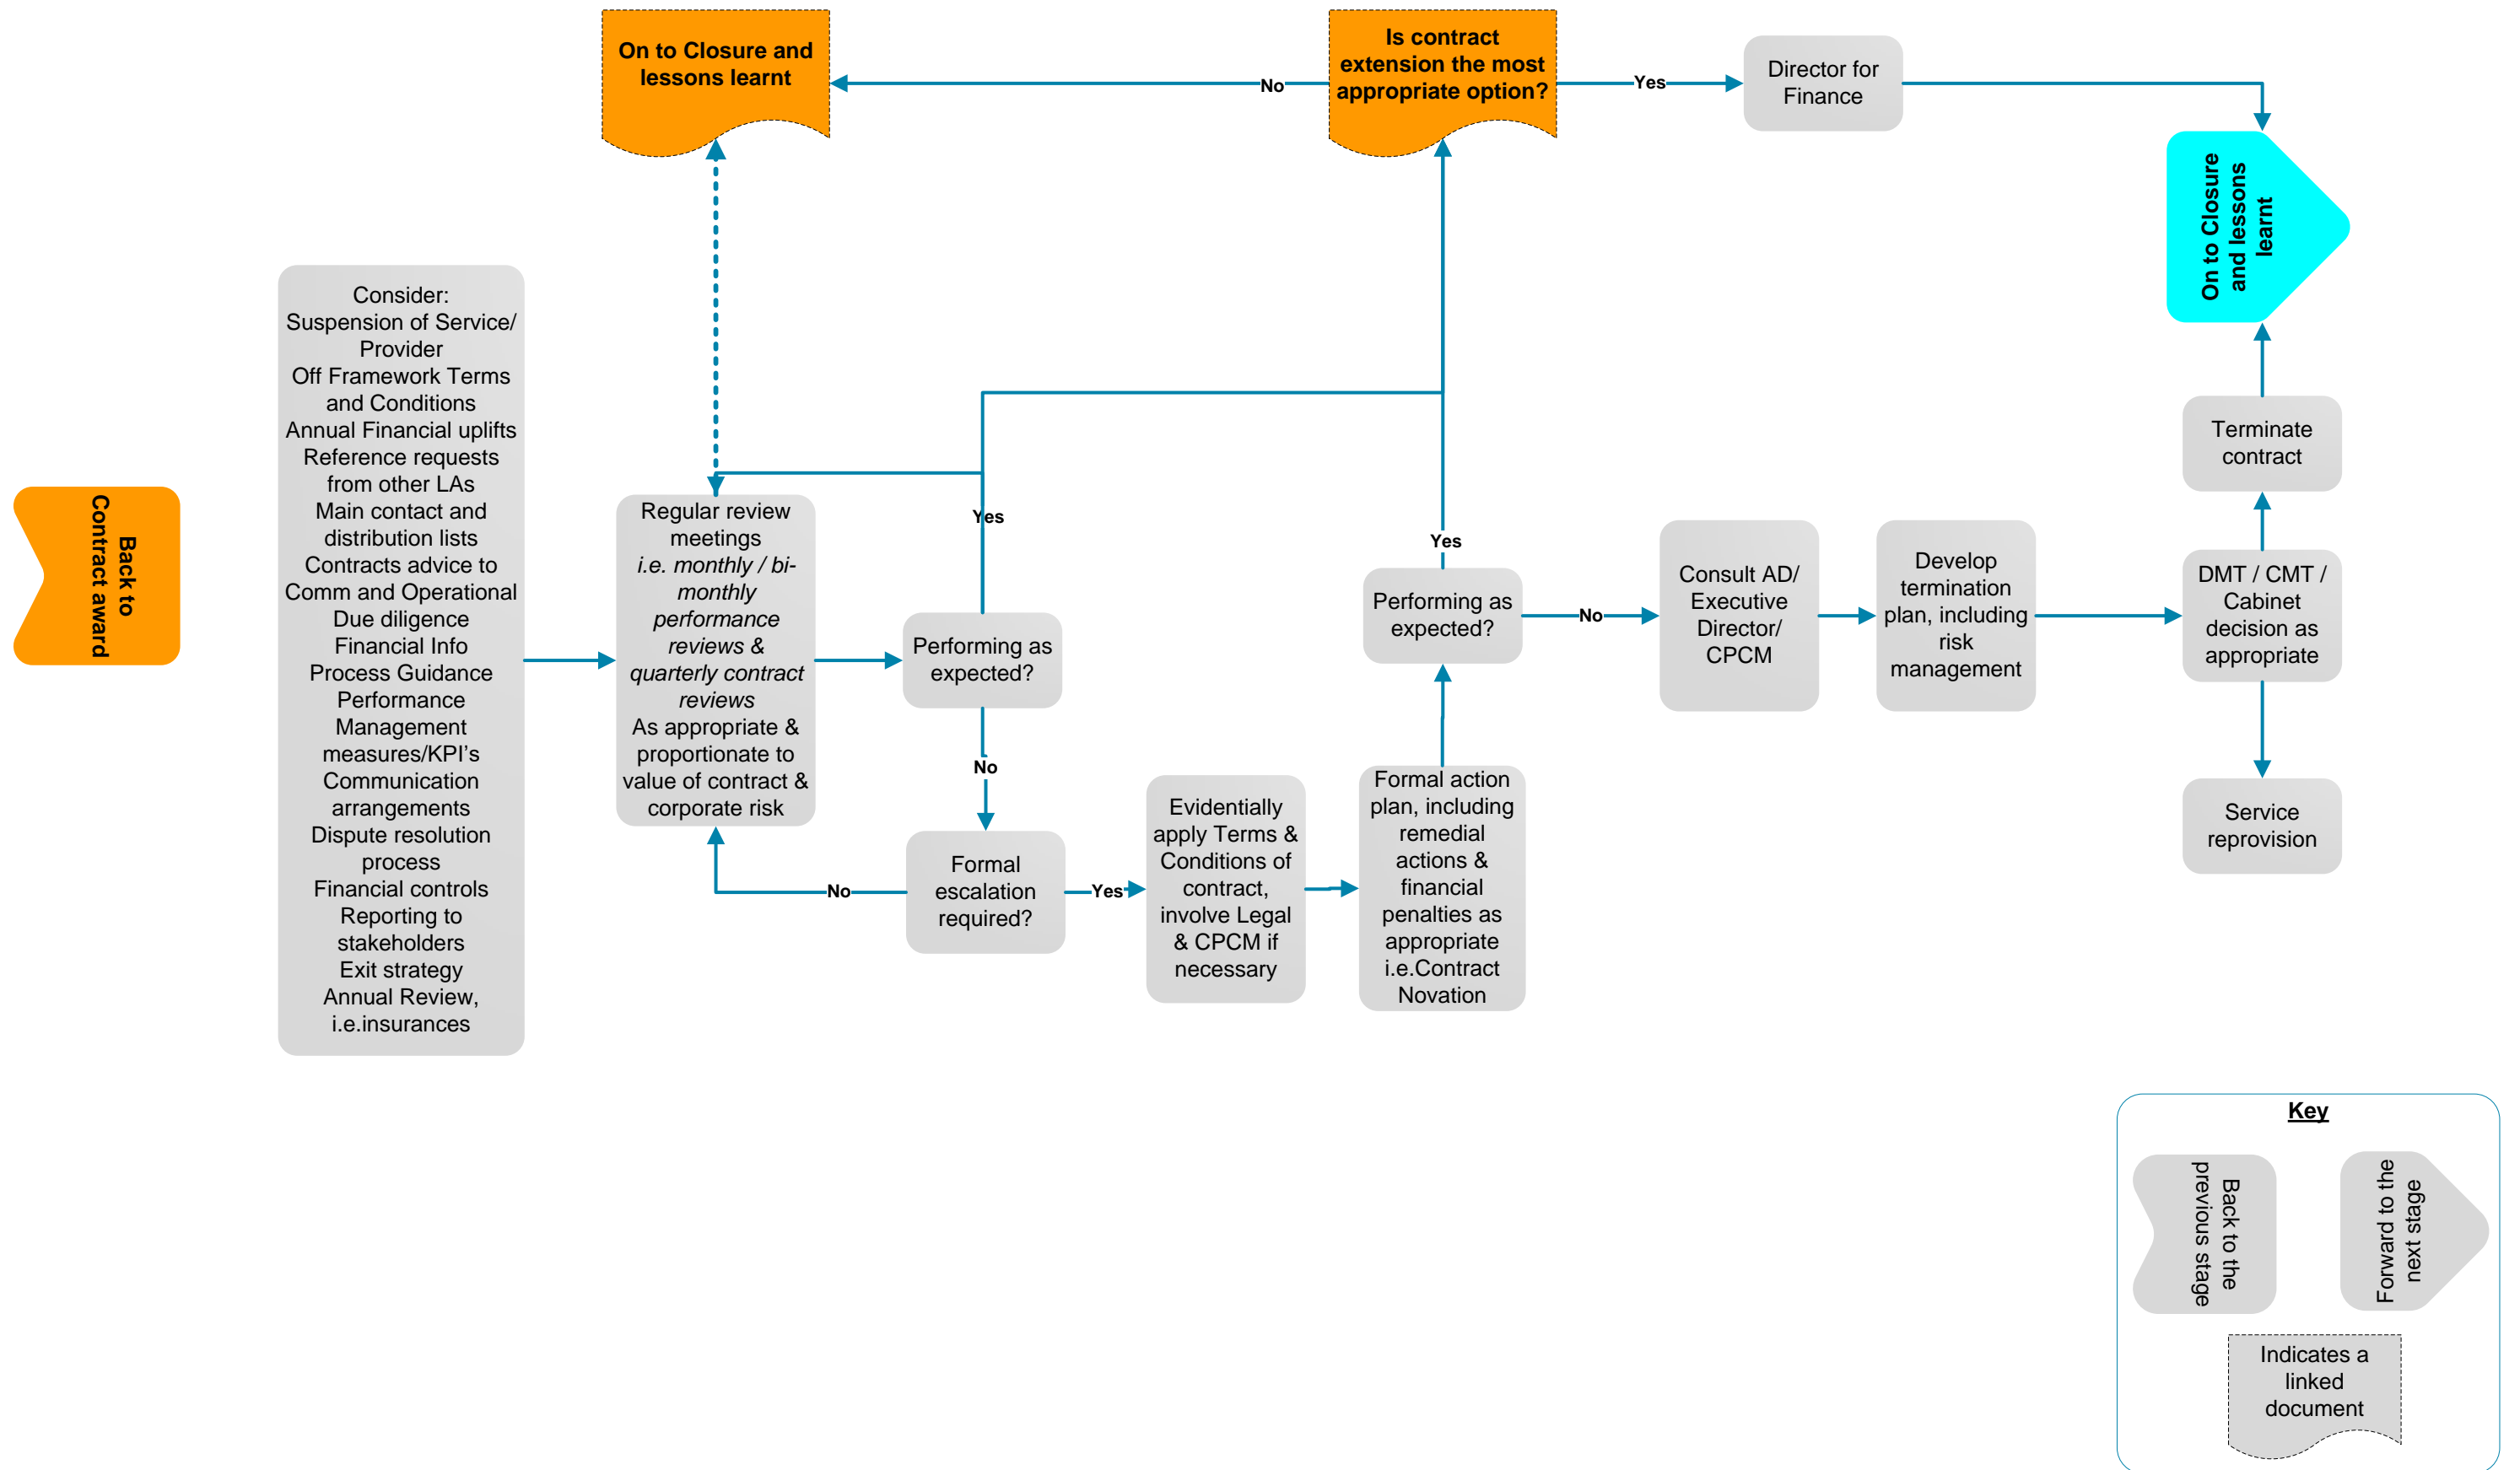 On to Closure and
lessons learnt
No
Is contract
extension the most
appropriate option?
Yes
Director for
Finance
On to Closure
and lessons
learnt
Back to
Contract award
Consider:
Suspension of Service/
Provider
Off Framework Terms
and Conditions
Annual Financial uplifts
Reference requests
from other LAs
Main contact and
distribution lists
Contracts advice to
Comm and Operational
Due diligence
Financial Info
Process Guidance
Performance
Management
measures/KPI's
Communication
arrangements
Dispute resolution
process
Financial controls
Reporting to
stakeholders
Exit strategy
Annual Review,
i.e.insurances
Regular review
meetings
i.e. monthly / bi-
monthly
performance
reviews &
quarterly contract
reviews
As appropriate &
proportionate to
value of contract &
corporate risk
Yes
Performing as
expected?
No
Formal
escalation
required?
No
Yes
Evidentially
apply Terms &
Conditions of
contract,
involve Legal
& CPCM if
necessary
Formal action
plan, including
remedial
actions &
financial
penalties as
appropriate
i.e.Contract
Novation
Yes
Performing as
expected?
No
Consult AD/
Executive
Director/
CPCM
Develop
termination
plan, including
risk
management
DMT / CMT /
Cabinet
decision as
appropriate
Terminate
contract
Service
reprovision
Key
Back to the
previous stage
Forward to the
next stage
Indicates a
linked
document